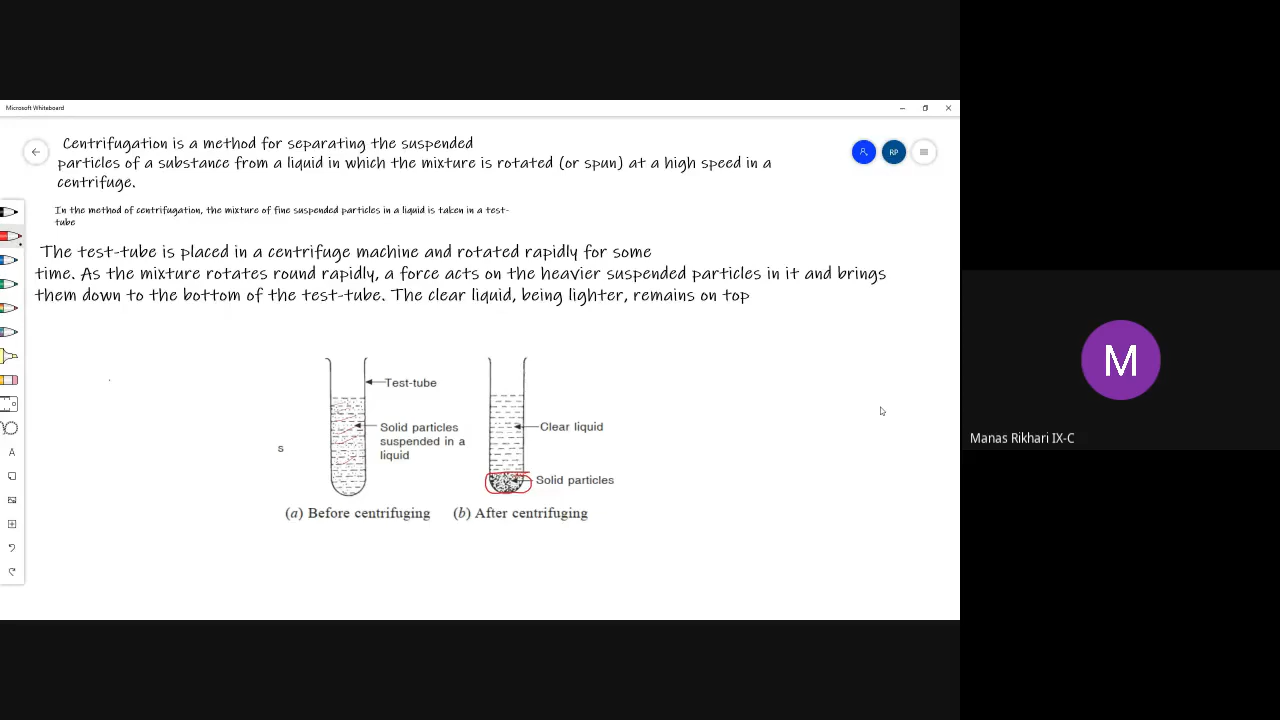 Microsoft Whiteboard
Centrifugation is a method for separating the suspended
particles of a substance from a liquid in which the mixture is rotated (or spun) at a high speed in a
centrifuge.
RP
In the method of centrifugation, the mixture of fine suspended particles in a liquid is taken in a test-
tube
The test-tube is placed in a centrifuge machine and rotated rapidly for some
time. As the mixture rotates round rapidly, a force acts on the heavier suspended particles in it and brings
them down to the bottom of the test-tube. The clear liquid, being lighter, remains on top
Test-tube
Solid particles
suspended in a
liquid
s
Clear liquid
Solid particles
(a) Before centrifuging
(b) After centrifuging
A
M
Manas Rikhari IX-C